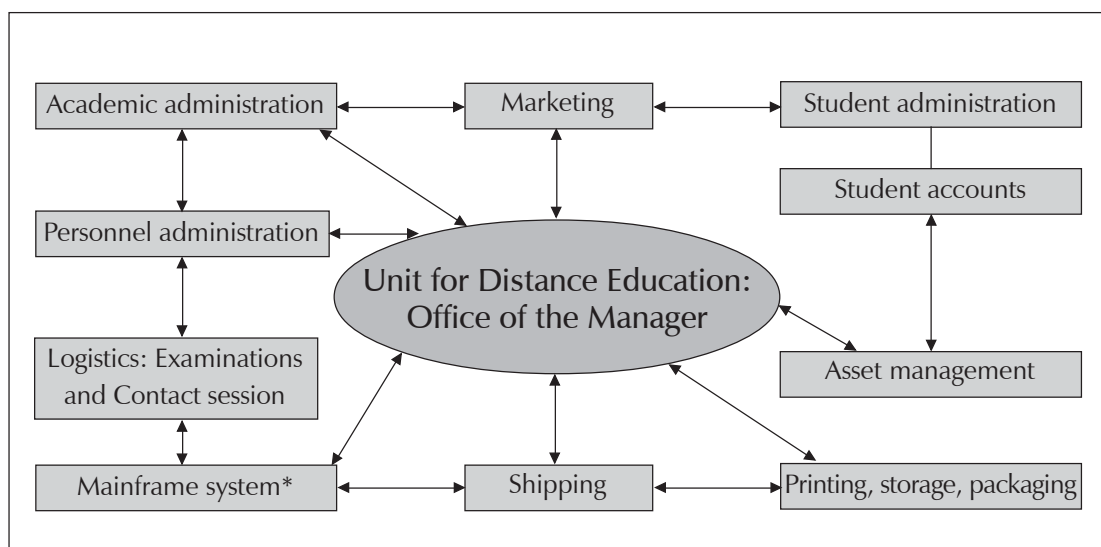 Academic administration
Marketing
Student administration
Student accounts
Personnel administration
Unit for Distance Education:
Office of the Manager
Logistics: Examinations
and Contact session
Asset management
Mainframe system*
Shipping
Printing, storage, packaging